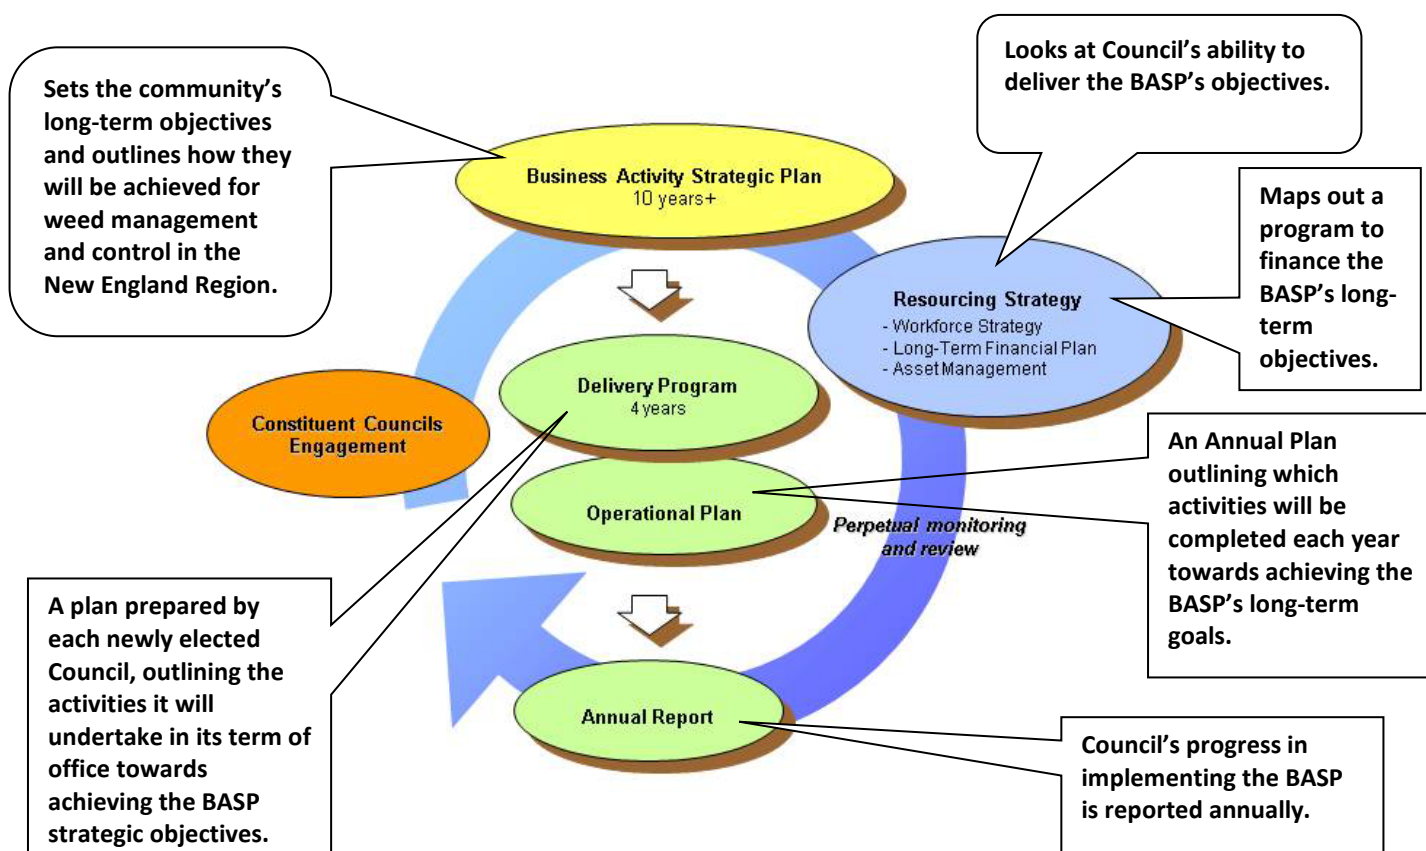 Sets the community’s
long-term objectives
and outlines how they
will be achieved for
weed management
and control in the
New England Region.
Looks at Council’s ability to
deliver the BASP’s objectives.
Business Activity Strategic Plan
10 years+
Maps out a
program to
finance the
BASP’s long-
term
objectives.
Resourcing Strategy
- Workforce Strategy
- Long-Term Financial Plan
- Asset Management
Delivery Program
4 years
Constituent Councils
Engagement
Operational Plan
Perpetual monitoring
and review
An Annual Plan
outlining which
activities will be
completed each year
towards achieving the
BASP’s long-term
goals.
A plan prepared by
each newly elected
Council, outlining the
activities it will
undertake in its term of
office towards
achieving the BASP
strategic objectives.
Annual Report
Council’s progress in
implementing the BASP
is reported annually.